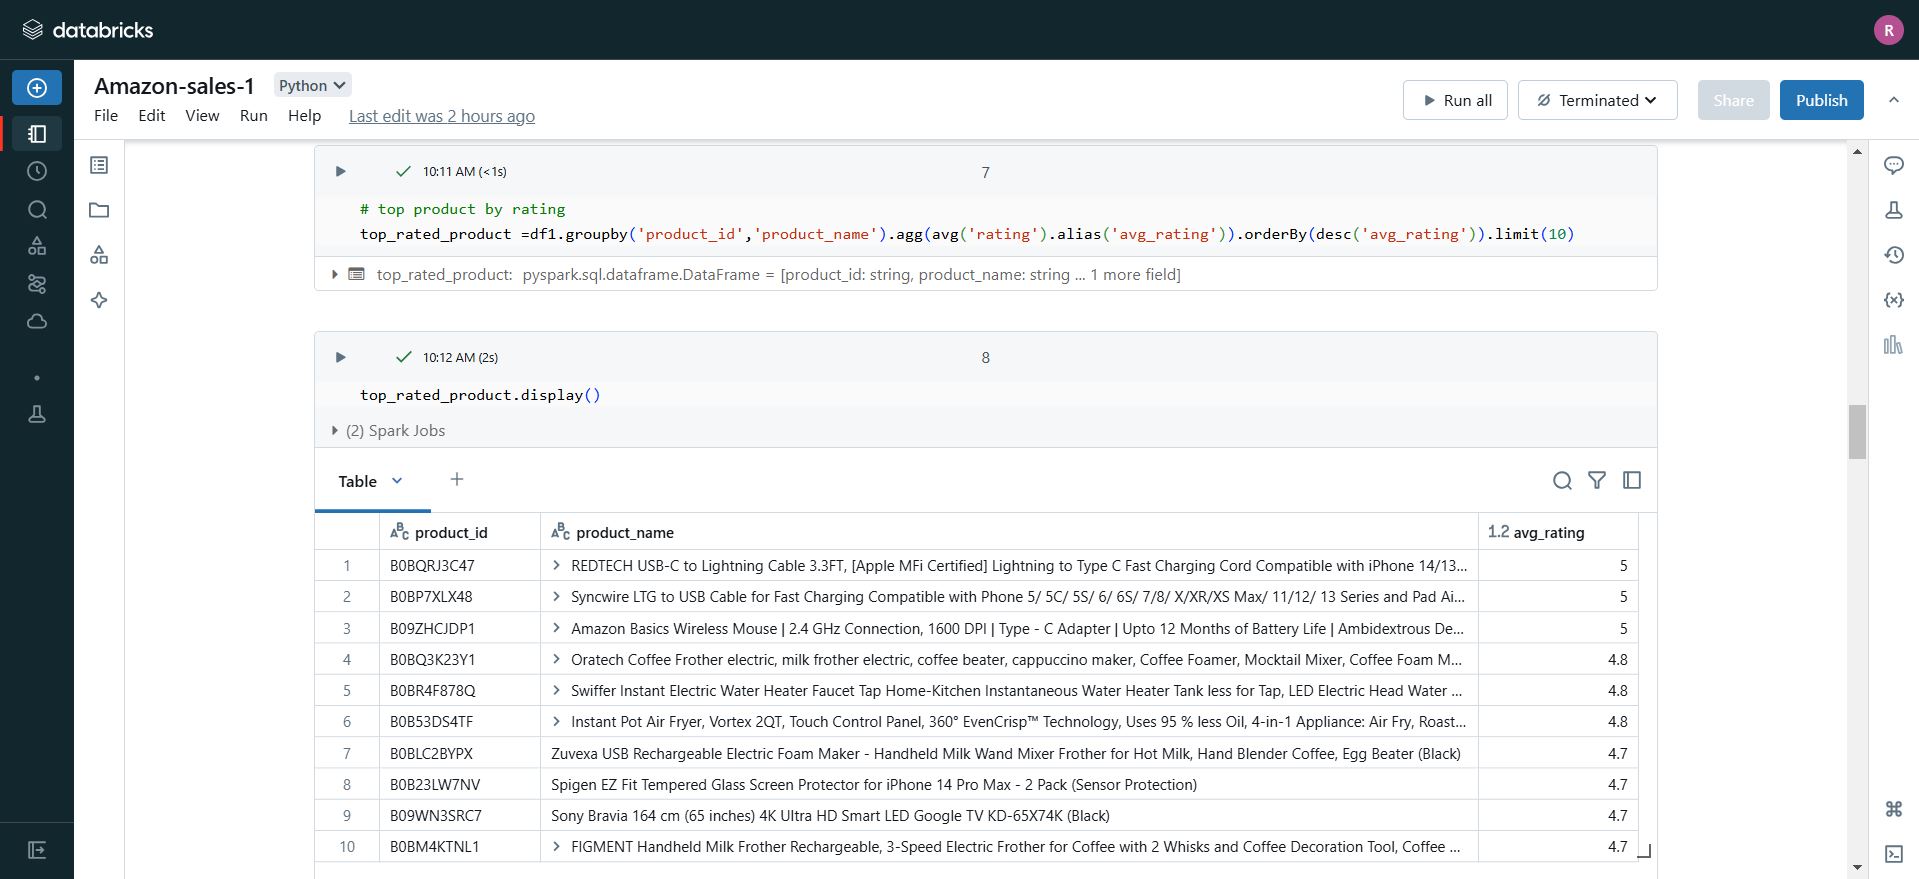 databricks
R
Amazon-sales-1 Python
File Edit View Run Help Last edit was 2 hours ago
Run all Terminated Share Publish
10:11 AM (<1s) 7
# top product by rating
top_rated_product =df1.groupby('product_id','product_name').agg(avg('rating').alias('avg_rating')).orderBy(desc('avg_rating')).limit(10)
top_rated_product: pyspark.sql.dataframe.DataFrame = [product_id: string, product_name: string ... 1 more field]
10:12 AM (2s) 8
top_rated_product.display()
(2) Spark Jobs
Table +
ABC product_id ABC product_name 1.2 avg_rating
1 B0BQRJ3C47 REDTECH USB-C to Lightning Cable 3.3FT, [Apple MFi Certified] Lightning to Type C Fast Charging Cord Compatible with iPhone 14/13... 5
2 B0BP7XLX48 Syncwire LTG to USB Cable for Fast Charging Compatible with Phone 5/ 5C/ 5S/ 6/ 6S/ 7/8/ X/XR/XS Max/ 11/12/ 13 Series and Pad Ai... 5
3 B09ZHCJDP1 Amazon Basics Wireless Mouse | 2.4 GHz Connection, 1600 DPI | Type - C Adapter | Upto 12 Months of Battery Life | Ambidextrous De... 5
4 B0BQ3K23Y1 Oratech Coffee Frother electric, milk frother electric, coffee beater, cappuccino maker, Coffee Foamer, Mocktail Mixer, Coffee Foam M... 4.8
5 B0BR4F878Q Swiffer Instant Electric Water Heater Faucet Tap Home-Kitchen Instantaneous Water Heater Tank less for Tap, LED Electric Head Water ... 4.8
6 B0B53DS4TF Instant Pot Air Fryer, Vortex 2QT, Touch Control Panel, 360° EvenCrisp™ Technology, Uses 95 % less Oil, 4-in-1 Appliance: Air Fry, Roast... 4.8
7 B0BLC2BYPX Zuvexa USB Rechargeable Electric Foam Maker - Handheld Milk Wand Mixer Frother for Hot Milk, Hand Blender Coffee, Egg Beater (Black) 4.7
8 B0B23LW7NV Spigen EZ Fit Tempered Glass Screen Protector for iPhone 14 Pro Max - 2 Pack (Sensor Protection) 4.7
9 B09WN3SRC7 Sony Bravia 164 cm (65 inches) 4K Ultra HD Smart LED Google TV KD-65X74K (Black) 4.7
10 B0BM4KTNL1 FIGMENT Handheld Milk Frother Rechargeable, 3-Speed Electric Frother for Coffee with 2 Whisks and Coffee Decoration Tool, Coffee ... 4.7